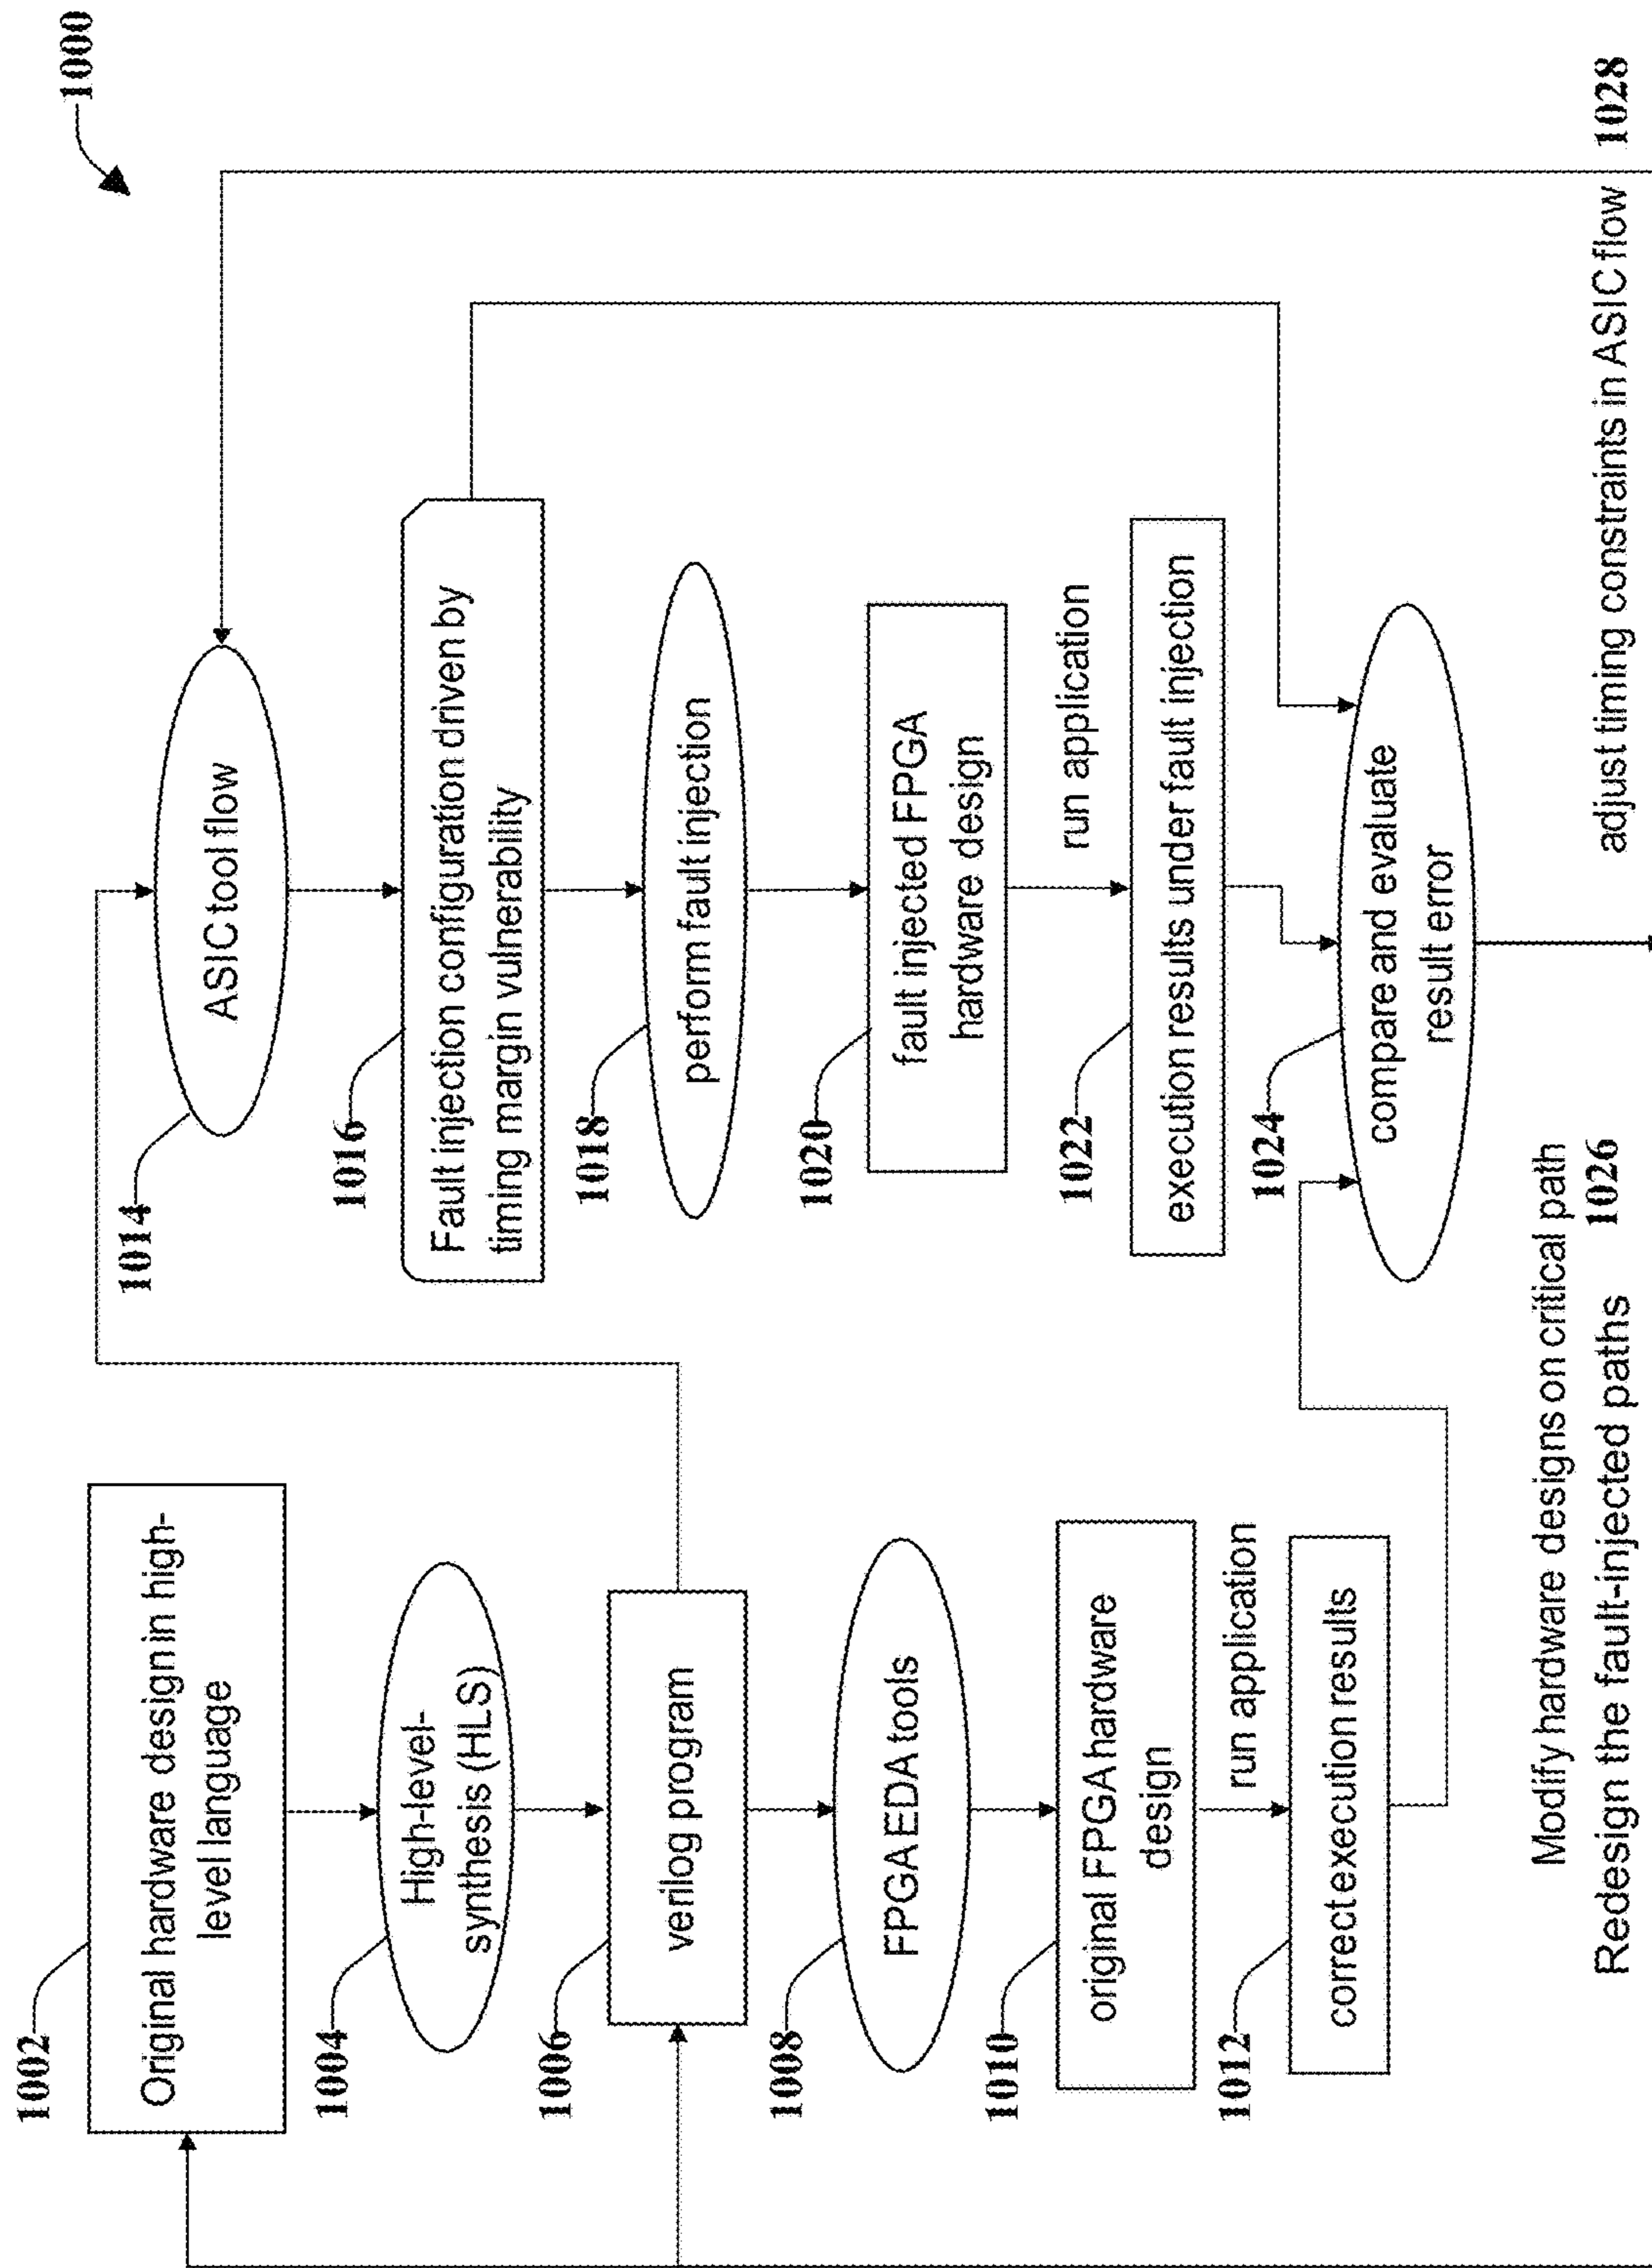 1000
1002
Original hardware design in high-
level language
1004
High-level-
synthesis (HLS)
1006
verilog program
1008
FPGA EDA tools
1010
original FPGA hardware
design
run application
1012
correct execution results
1014
ASIC tool flow
1016
Fault injection configuration driven by
timing margin vulnerability
1018
perform fault injection
1020
fault injected FPGA
hardware design
run application
1022
execution results under fault injection
1024
compare and evaluate
result error
Modify hardware designs on critical path
Redesign the fault-injected paths 1026
adjust timing constraints in ASIC flow 1028